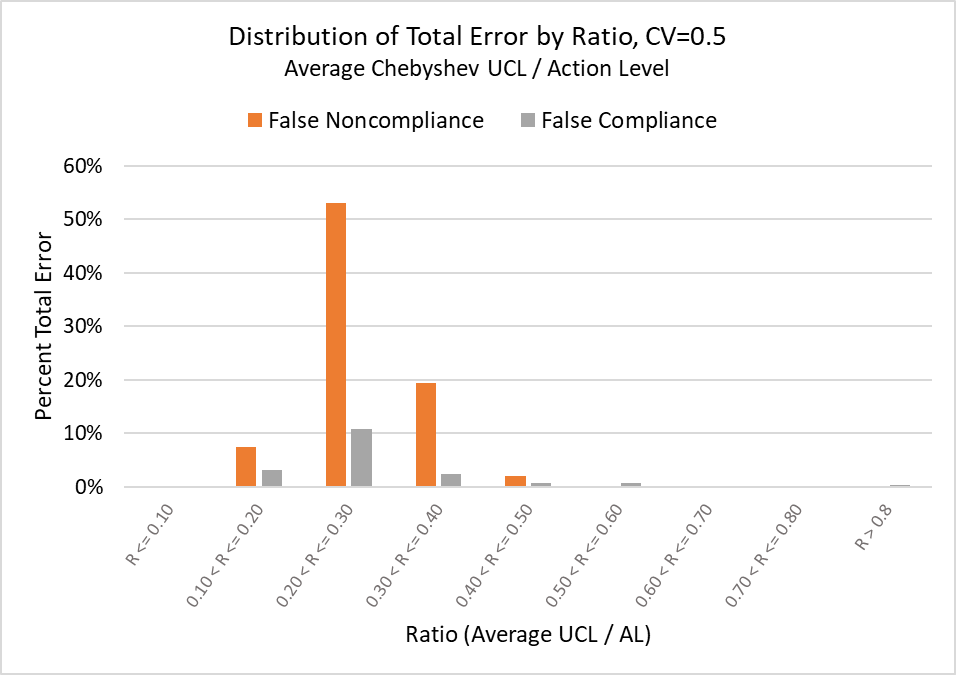 Distribution of Total Error by Ratio, CV=0.5
Average Chebyshev UCL / Action Level
False Noncompliance
False Compliance
60%
50%
40%
30%
20%
10%
0%
Percent Total Error
R <= 0.10
0.10 < R <= 0.20
0.20 < R <= 0.30
0.30 < R <= 0.40
0.40 < R <= 0.50
0.50 < R <= 0.60
0.60 < R <= 0.70
0.70 < R <= 0.80
R > 0.8
Ratio (Average UCL / AL)